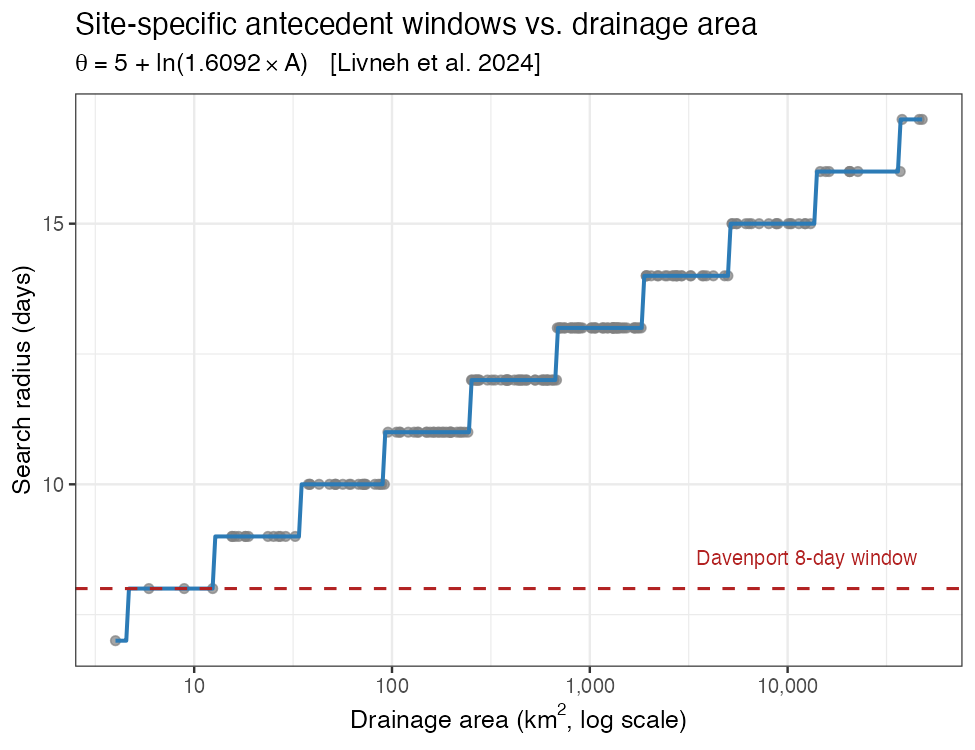 Site-specific antecedent windows vs. drainage area
θ = 5 + ln(1.6092 × A) [Livneh et al. 2024]
Search radius (days)
15
10
Davenport 8-day window
10
100
1,000
10,000
Drainage area (km², log scale)